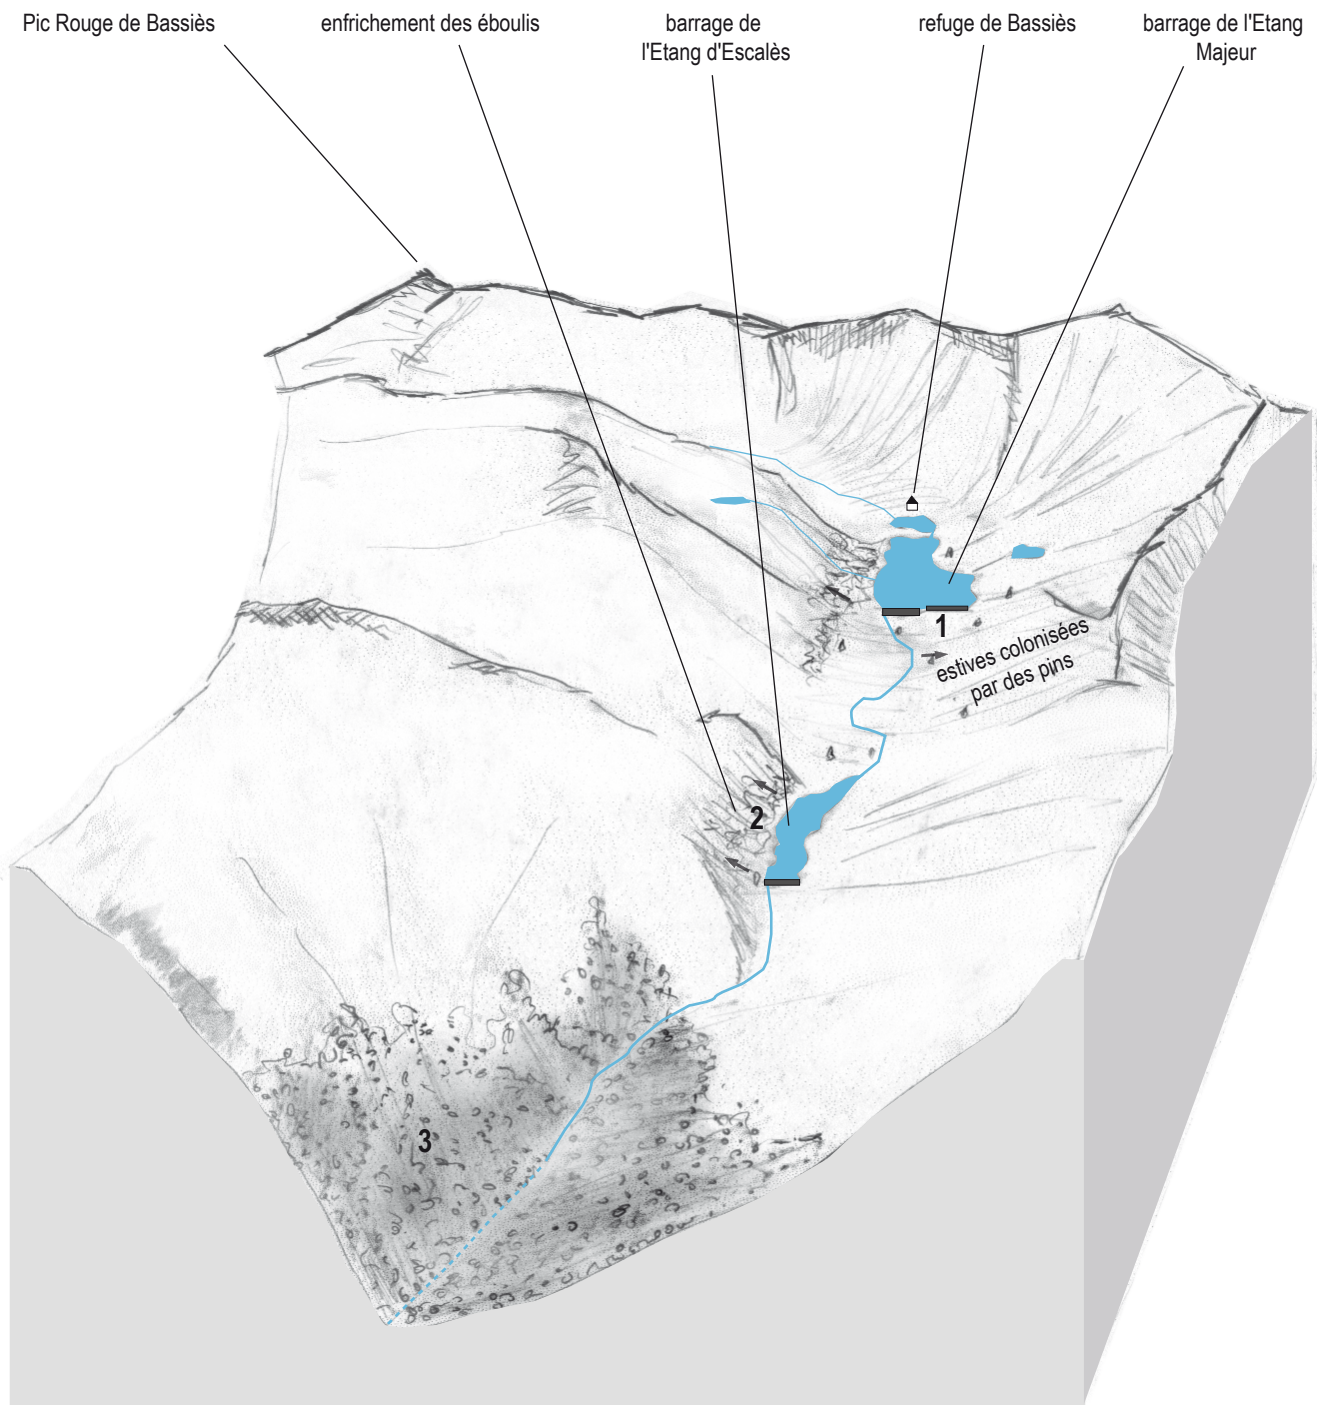 Pic Rouge de Bassiès
enfrichement des éboulis
barrage de
l'Etang d'Escalès
refuge de Bassiès
barrage de l'Etang
Majeur
1
estives colonisées
par des pins
2
3